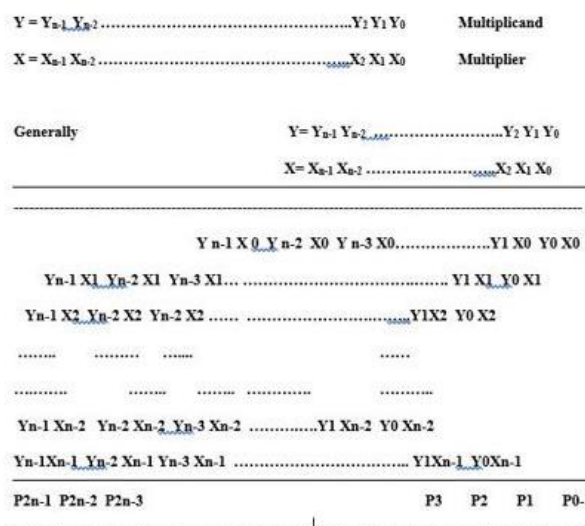 Y = Yn-1 Yn-2 ............................................Y2 Y1 Y0 Multiplicand
X = Xn-1 Xn-2 ............................................X2 X1 X0 Multiplier
Generally Y= Yn-1 Yn-2 ............................Y2 Y1 Y0
X= Xn-1 Xn-2 ............................X2 X1 X0
Y n-1 X 0 Y n-2 X0 Y n-3 X0.....................Y1 X0 Y0 X0
Yn-1 X1 Yn-2 X1 Yn-3 X1... ........................................ Y1 X1 Y0 X1
Yn-1 X2 Yn-2 X2 Yn-2 X2 ...... ................................Y1X2 Y0 X2
........ ......... ....... ......
............ ........ ........ ............. ...........
Yn-1 Xn-2 Yn-2 Xn-2 Yn-3 Xn-2 .............Y1 Xn-2 Y0 Xn-2
Yn-1Xn-1 Yn-2 Xn-1 Yn-3 Xn-1 ................................. Y1Xn-1 Y0Xn-1
P2n-1 P2n-2 P2n-3 P3 P2 P1 P0-